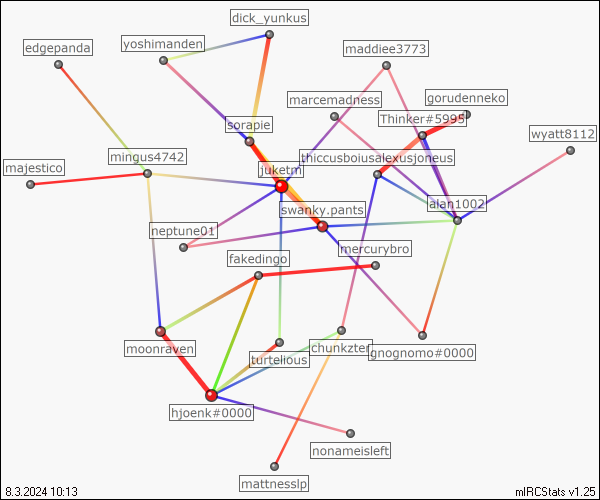 dick_yunkus
edgepanda
yoshimanden
maddiee3773
marcemadness
gorudenneko
Thinker#5995
sorapie
wyatt8112
mingus4742
thiccusboiusalexusjoneus
majestico
juketm
alan1002
swanky.pants
neptune01
mercurybro
fakedingo
moonraven
chunkzter
gnognomo#0000
turtelious
hjoenk#0000
nonameisleft
mattnesslp
8.3.2024 10:13
mIRCStats v1.25